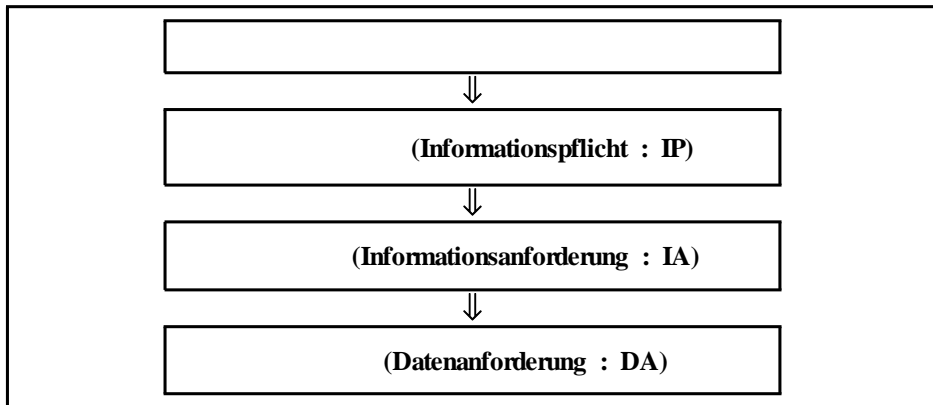 ⇓
(Informationspflicht : IP)
⇓
(Informationsanforderung : IA)
⇓
(Datenanforderung : DA)